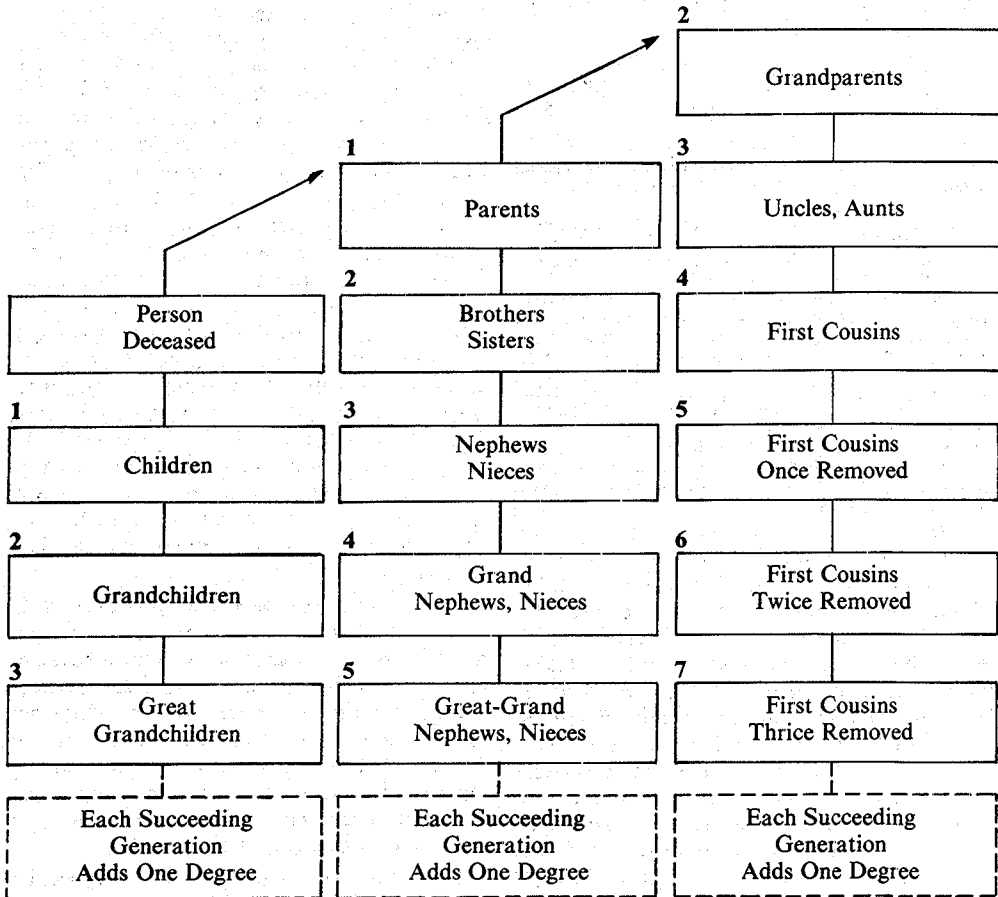 2
Grandparents
1
Parents
3
Uncles, Aunts
Person
Deceased
2
Brothers
Sisters
4
First Cousins
1
Children
3
Nephews
Nieces
5
First Cousins
Once Removed
2
Grandchildren
4
Grand
Nephews, Nieces
6
First Cousins
Twice Removed
3
Great
Grandchildren
5
Great-Grand
Nephews, Nieces
7
First Cousins
Thrice Removed
Each Succeeding
Generation
Adds One Degree
Each Succeeding
Generation
Adds One Degree
Each Succeeding
Generation
Adds One Degree